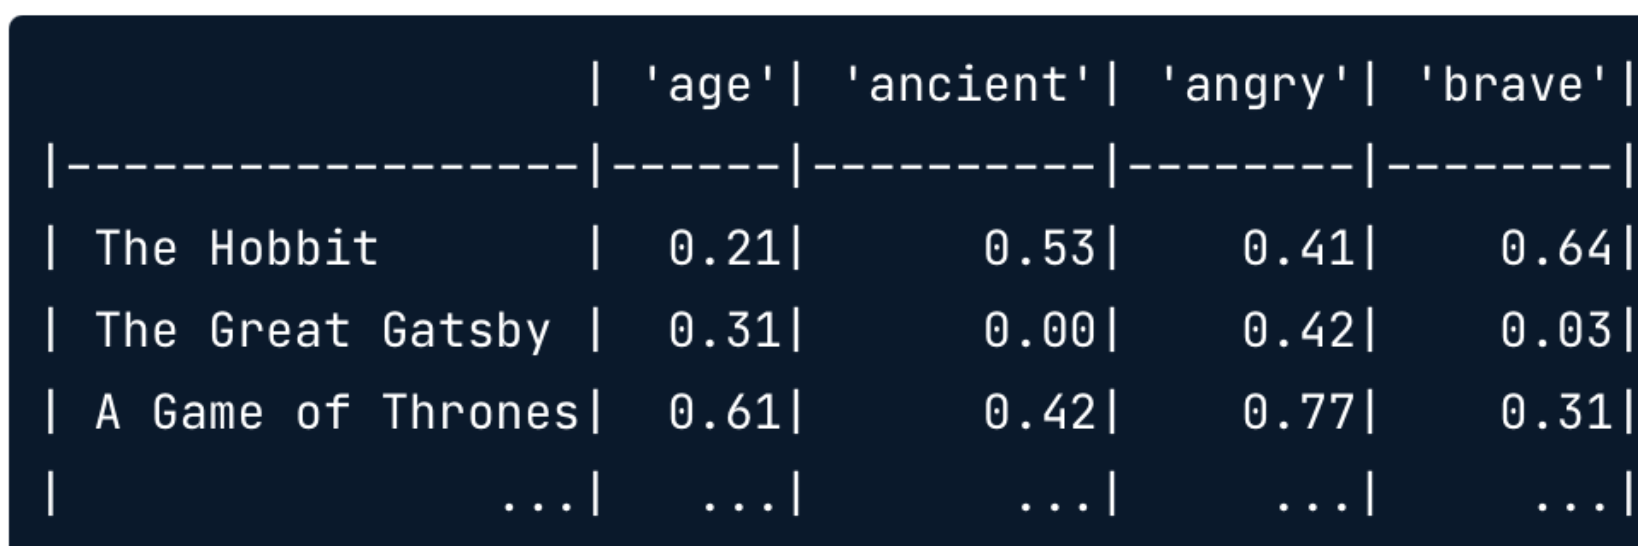 | 'age'| 'ancient'| 'angry'| 'brave'|
|------------------|------|----------|--------|--------|
| The Hobbit       |  0.21|      0.53|    0.41|    0.64|
| The Great Gatsby |  0.31|      0.00|    0.42|    0.03|
| A Game of Thrones|  0.61|      0.42|    0.77|    0.31|
|               ...|   ...|       ...|     ...|     ...|